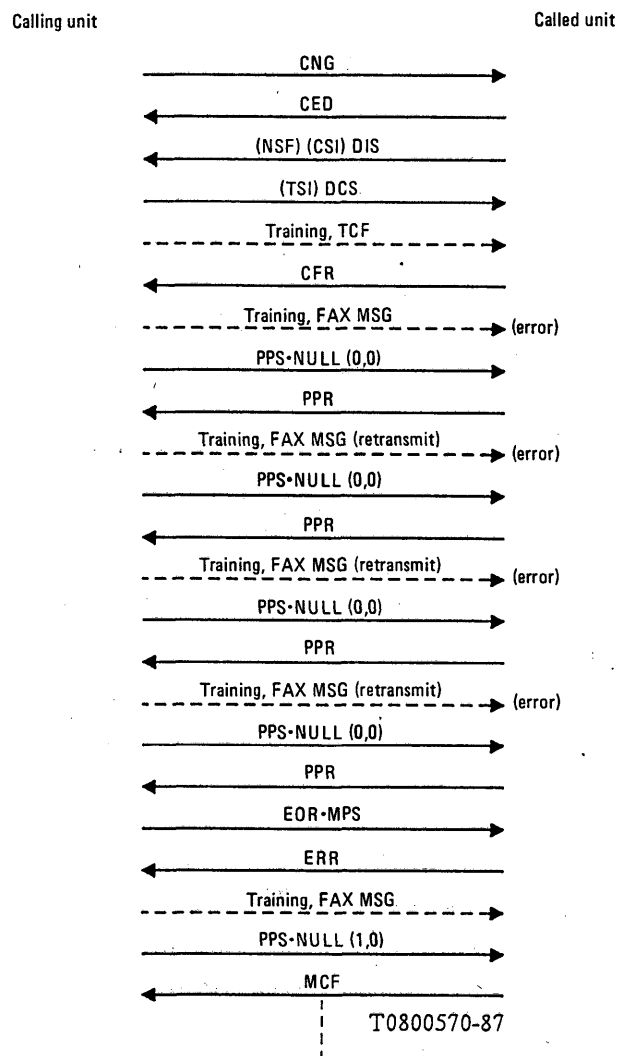 Calling unit Called unit
CNG
CED
(NSF) (CSI) DIS
(TSI) DCS
Training, TCF
CFR
Training, FAX MSG (error)
PPS·NULL (0,0)
PPR
Training, FAX MSG (retransmit) (error)
PPS·NULL (0,0)
PPR
Training, FAX MSG (retransmit) (error)
PPS·NULL (0,0)
PPR
Training, FAX MSG (retransmit) (error)
PPS·NULL (0,0)
PPR
EOR·MPS
ERR
Training, FAX MSG
PPS·NULL (1,0)
MCF
T0800570-87